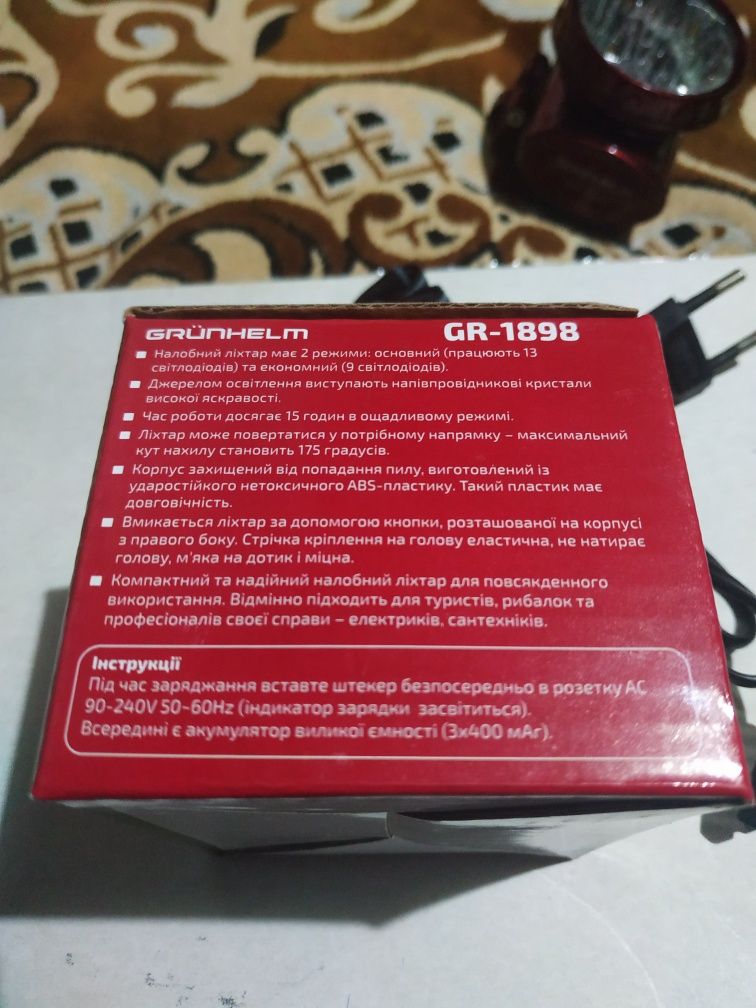 GRÜNHELM GR-1898
Налобний ліхтар має 2 режими: основний (працюють 13
світлодіодів) та економний (9 світлодіодів).
Джерелом освітлення виступають напівпровідникові кристали
високої яскравості.
Час роботи досягає 15 годин в ощадливому режимі.
Ліхтар може повертатися у потрібному напрямку – максимальний
кут нахилу становить 175 градусів.
Корпус захищений від попадання пилу, виготовлений із
ударостійкого нетоксичного ABS-пластику. Такий пластик має
довговічність.
Вмикається ліхтар за допомогою кнопки, розташованої на корпусі
з правого боку. Стрічка кріплення на голову еластична, не натирає
голову, м'яка на дотик і міцна.
Компактний та надійний налобний ліхтар для повсякденного
використання. Відмінно підходить для туристів, рибалок та
професіоналів своєї справи – електриків, сантехніків.
Інструкції
Під час заряджання вставте штекер безпосередньо в розетку AC
90-240V 50-60Hz (індикатор зарядки засвітиться).
Всередині є акумулятор виликої ємності (3x400 мАг).